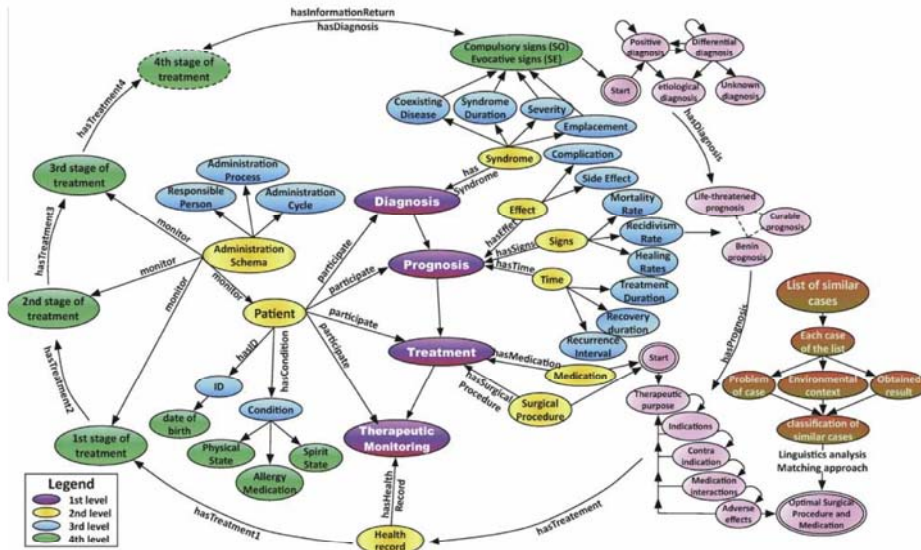 hasInformationReturn
hasDiagnosis
4th stage of
treatment
Compulsory signs (SO)
Evocative signs (SE)
Positive
diagnosis
Differential
diagnosis
Start
etiological
diagnosis
Unknown
diagnosis
hasTreatment4
Coexisting
Disease
Syndrome
Duration
Severity
Emplacement
Syndrome
has
Syndrome
hasDiagnosis
3rd stage of
treatment
Administration
Process
Responsible
Person
Administration
Cycle
Administration
Schema
monitor
monitor
monitor
monitor
Diagnosis
Complication
Side Effect
Effect
hasEffect
Mortality
Rate
Signs
hasSigns
Recidivism
Rate
Healing
Rates
Life-threatened
prognosis
Curable
prognosis
Benin
prognosis
hasTreatment3
participate
participate
participate
participate
Prognosis
hasTime
Time
Treatment
Duration
Recovery
duration
Recurrence
Interval
2nd stage of
treatment
Patient
hasID
hasCondition
ID
date of
birth
Condition
Physical
State
Spirit
State
Allergy
Medication
Treatment
hasMedication
Medication
hasSurgical
Procedure
Surgical
Procedure
Start
hasPrognosis
List of similar
cases
Each case
of the list
Problem
of case
Environmental
context
Obtained
result
classification of
similar cases
Linguistics analysis
Matching approach
Optimal Surgical
Procedure and
Medication
Therapeutic
purpose
Indications
Contra
indication
Medication
interactions
Adverse
effects
hasTreatement
hasTreatment2
1st stage of
treatment
Therapeutic
Monitoring
hasHealth
Record
Health
record
hasTreatment1
Legend
1st level
2nd level
3rd level
4th level